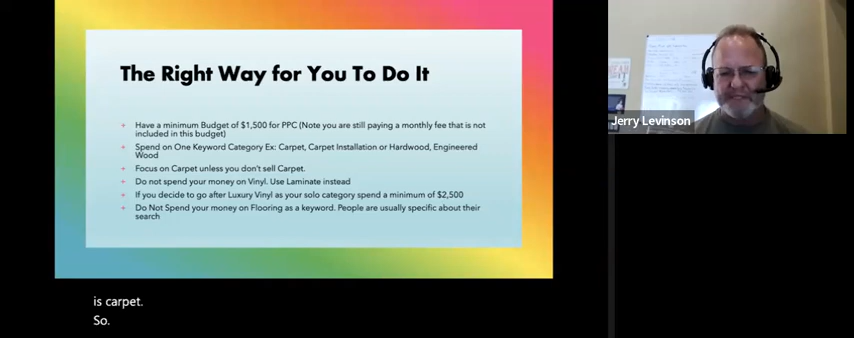 The Right Way for You To Do It
+ Have a minimum Budget of $1,500 for PPC (Note you are still paying a monthly fee that is not
included in this budget)
+ Spend on One Keyword Category Ex: Carpet, Carpet Installation or Hardwood, Engineered
Wood
+ Focus on Carpet unless you don't sell Carpet.
+ Do not spend your money on Vinyl. Use Laminate instead
+ If you decide to go after Luxury Vinyl as your solo category spend a minimum of $2,500
+ Do Not Spend your money on Flooring as a keyword. People are usually specific about their
search
Jerry Levinson
is carpet.
So.